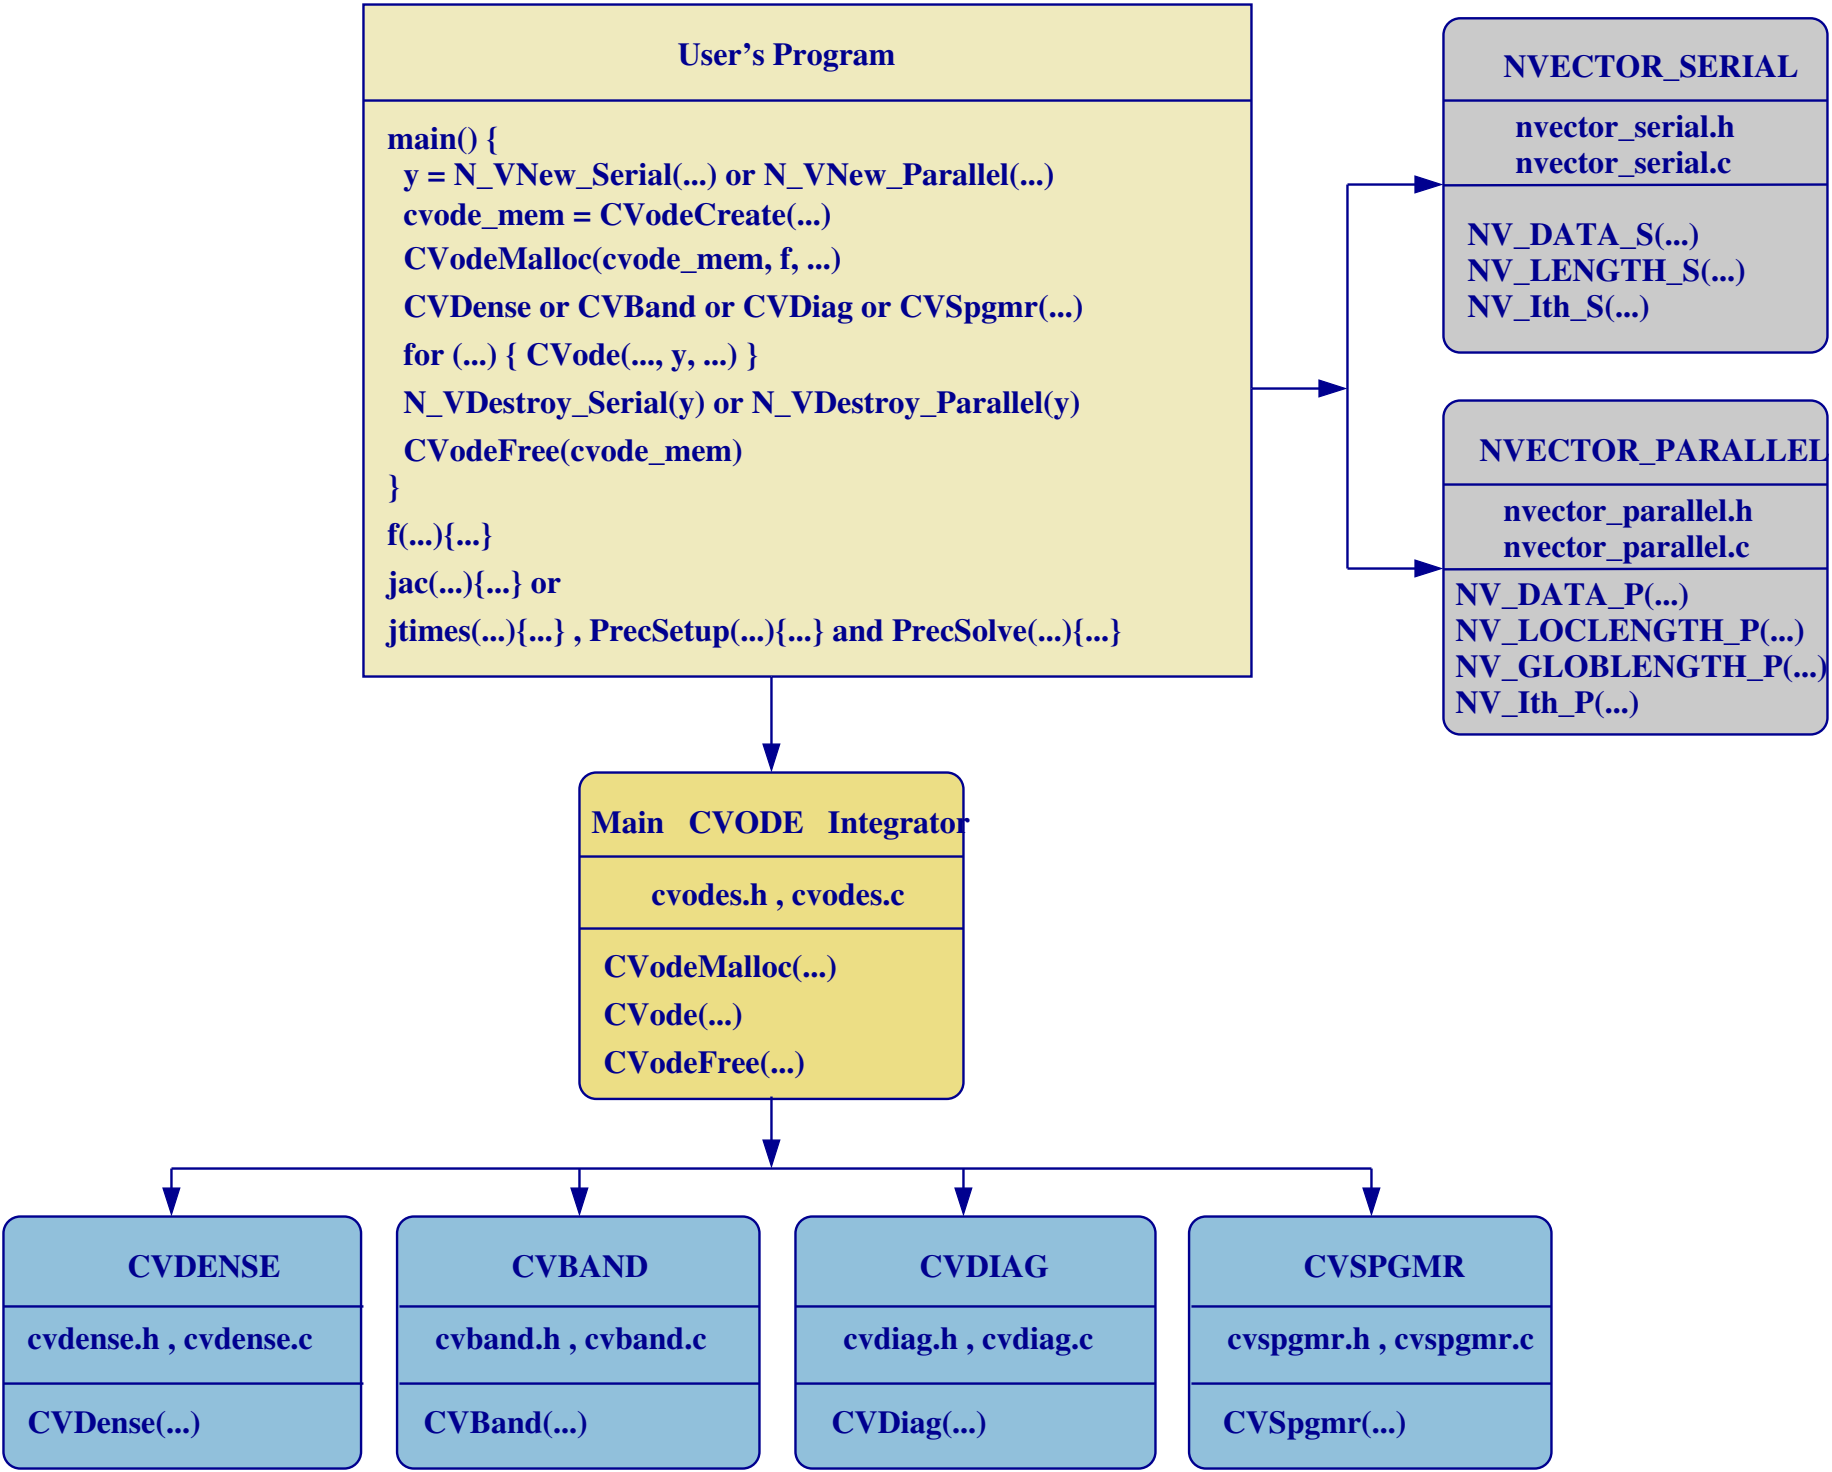 User’s Program
main() {
y = N_VNew_Serial(...) or N_VNew_Parallel(...)
cvode_mem = CVodeCreate(...)
CVodeMalloc(cvode_mem, f, ...)
CVDense or CVBand or CVDiag or CVSpgmr(...)
for (...) { CVode(..., y, ...) }
N_VDestroy_Serial(y) or N_VDestroy_Parallel(y)
CVodeFree(cvode_mem)
}
f(...){...}
jac(...){...} or
jtimes(...){...} , PrecSetup(...){...} and PrecSolve(...){...}
NVECTOR_SERIAL
nvector_serial.h
nvector_serial.c
NV_DATA_S(...)
NV_LENGTH_S(...)
NV_Ith_S(...)
NVECTOR_PARALLEL
nvector_parallel.h
nvector_parallel.c
NV_DATA_P(...)
NV_LOCLENGTH_P(...)
NV_GLOBLENGTH_P(...)
NV_Ith_P(...)
Main CVODE Integrator
cvodes.h , cvodes.c
CVodeMalloc(...)
CVode(...)
CVodeFree(...)
CVDENSE
cvdense.h , cvdense.c
CVDense(...)
CVBAND
cvband.h , cvband.c
CVBand(...)
CVDIAG
cvdiag.h , cvdiag.c
CVDiag(...)
CVSPGMR
cvspgmr.h , cvspgmr.c
CVSpgmr(...)